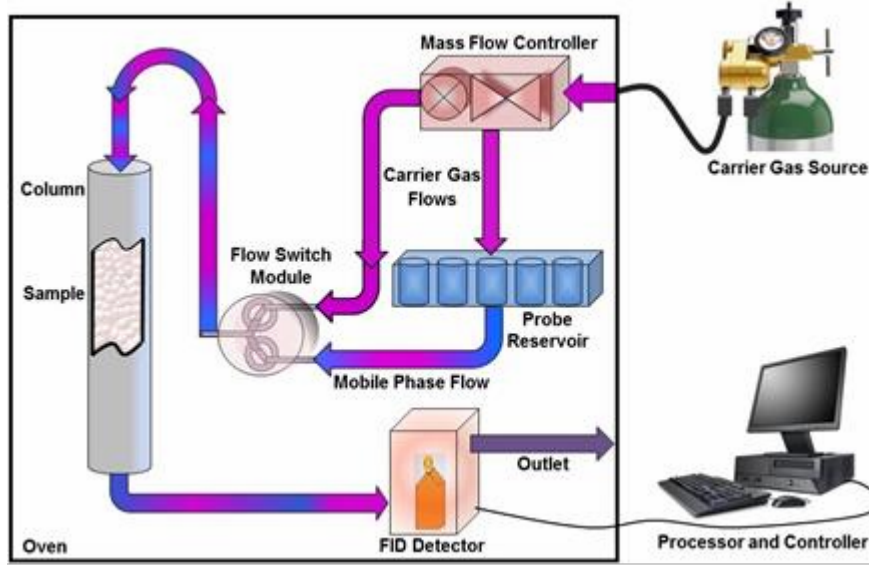 Mass Flow Controller
Carrier Gas Source
Column
Carrier Gas
Flows
Flow Switch
Module
Sample
Probe
Reservoir
Mobile Phase Flow
Outlet
FID Detector
Processor and Controller
Oven